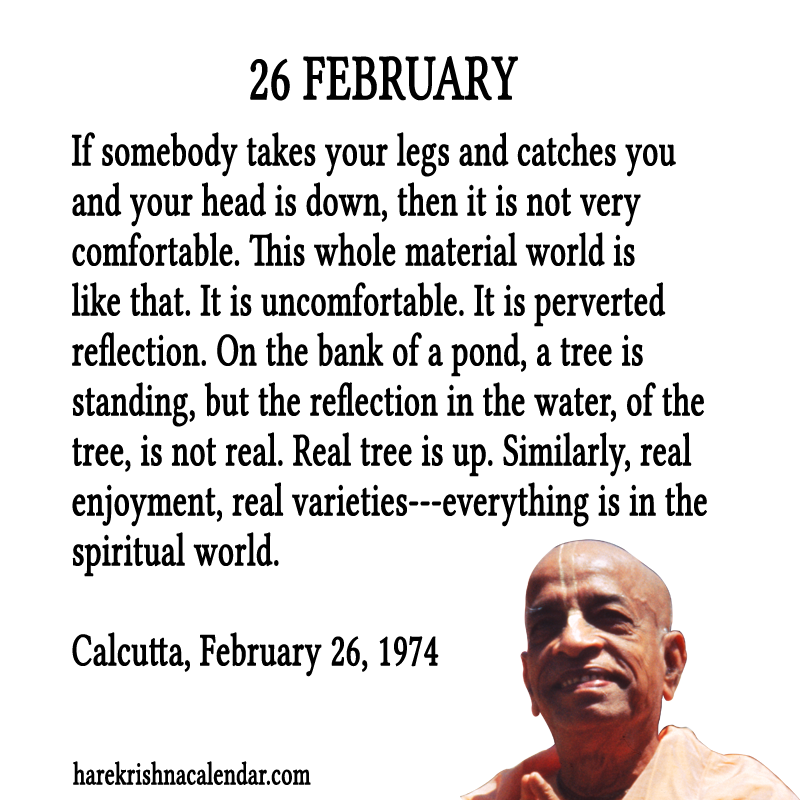 26 FEBRUARY
If somebody takes your legs and catches you
and your head is down, then it is not very
comfortable. This whole material world is
like that. It is uncomfortable. It is perverted
reflection. On the bank of a pond, a tree is
standing, but the reflection in the water, of the
tree, is not real. Real tree is up. Similarly, real
enjoyment, real varieties---everything is in the
spiritual world.
Calcutta, February 26, 1974
harekrishnacalendar.com